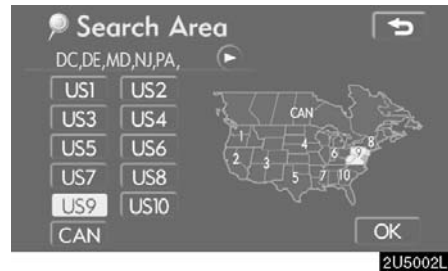 Search Area
DC,DE,MD,NJ,PA,
US1 US2
US3 US4
US5 US6
US7 US8
US9 US10
CAN
CAN
1
2
3
4
5
6
7
10
9
8
OK
2U5002L